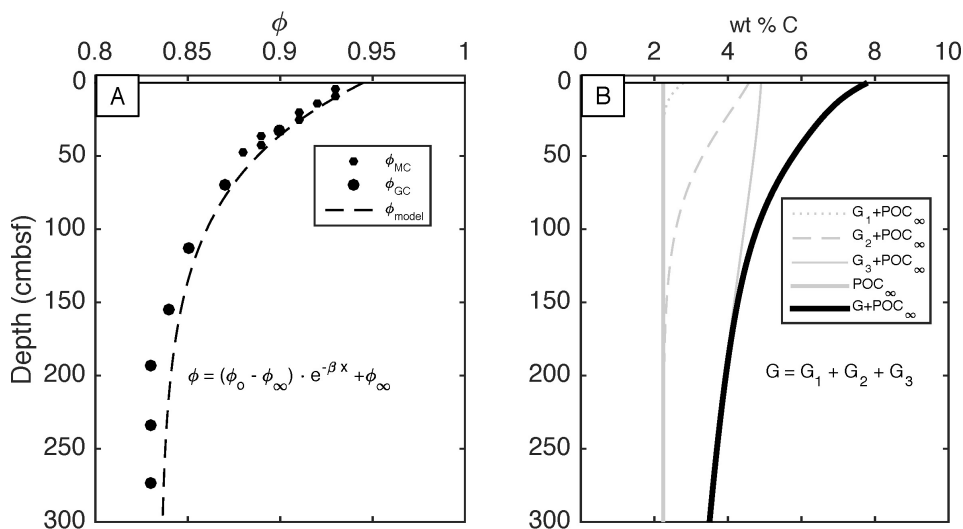 ϕ
0.8 0.85 0.9 0.95 1
0
50
100
150
200
250
300
Depth (cmbsf)
A
ϕMC
ϕGC
ϕmodel
ϕ = (ϕo - ϕ∞) · e-β x +ϕ∞
wt % C
0 2 4 6 8 10
0
50
100
150
200
250
300
B
G1+POC∞
G2+POC∞
G3+POC∞
POC∞
G+POC∞
G = G1 + G2 + G3